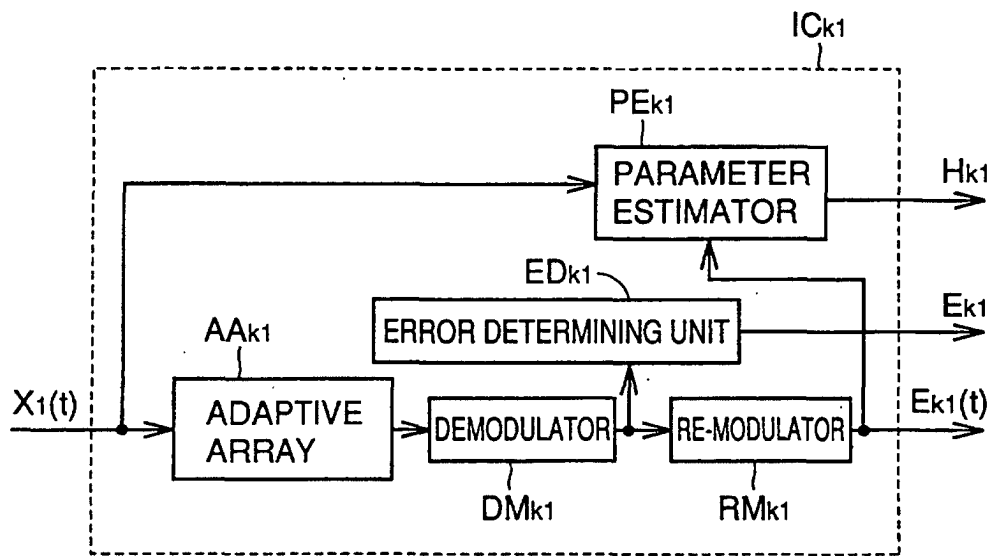 ICk1
PEk1
PARAMETER
ESTIMATOR
Hk1
EDk1
ERROR DETERMINING UNIT
Ek1
AAk1
X1(t)
ADAPTIVE
ARRAY
DEMODULATOR
RE-MODULATOR
Ek1(t)
DMk1
RMk1